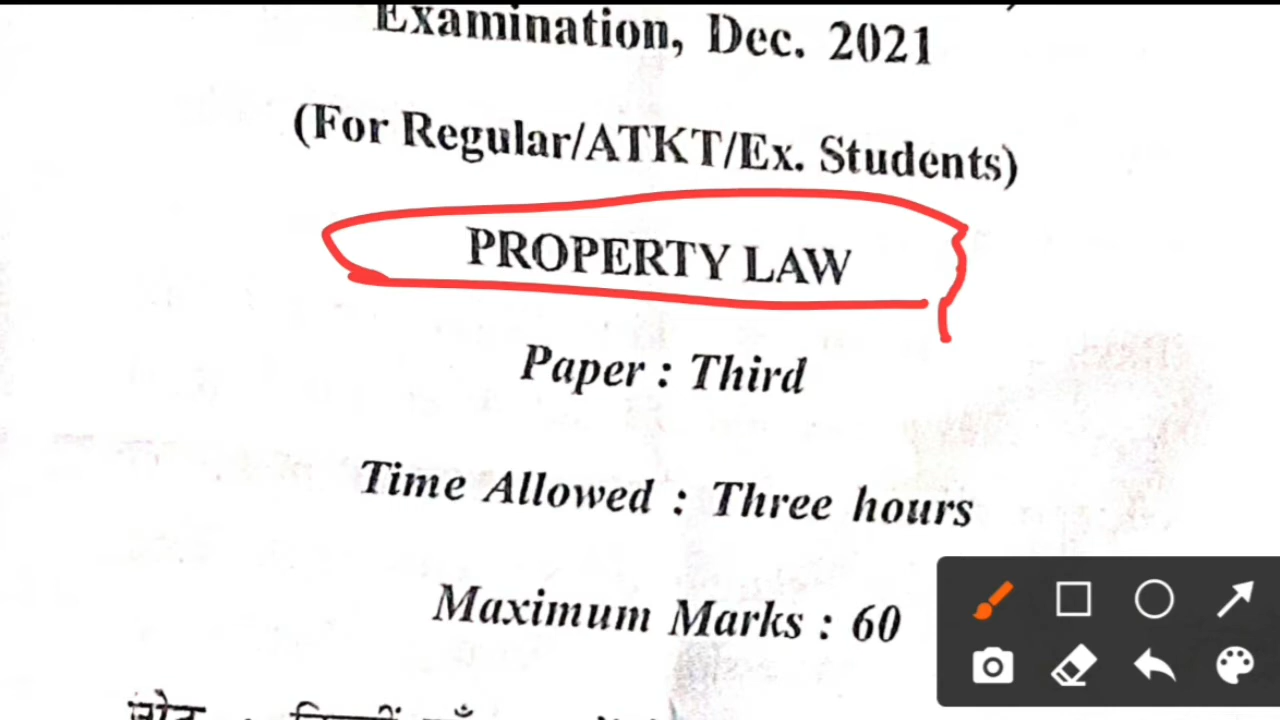 Examination, Dec. 2021
(For Regular/ATKT/Ex. Students)
PROPERTY LAW
Paper : Third
Time Allowed : Three hours
Maximum Marks : 60
नोट :